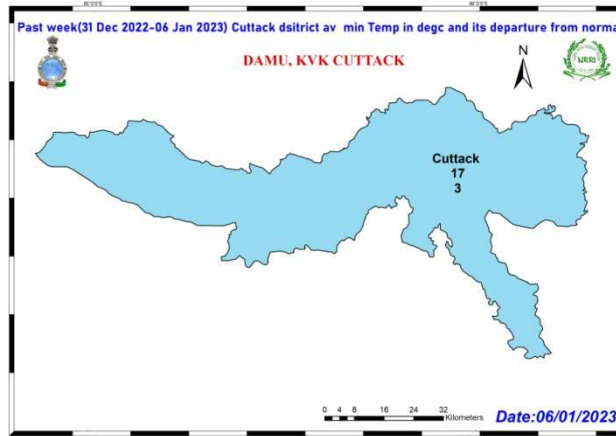 Past week(31 Dec 2022-06 Jan 2023) Cuttack dsitrict av min Temp in degc and its departure from norma
DAMU, KVK CUTTACK
N
NRRI
Cuttack
17
3
0 4 8 16 24 32
Kilometers
Date:06/01/2023